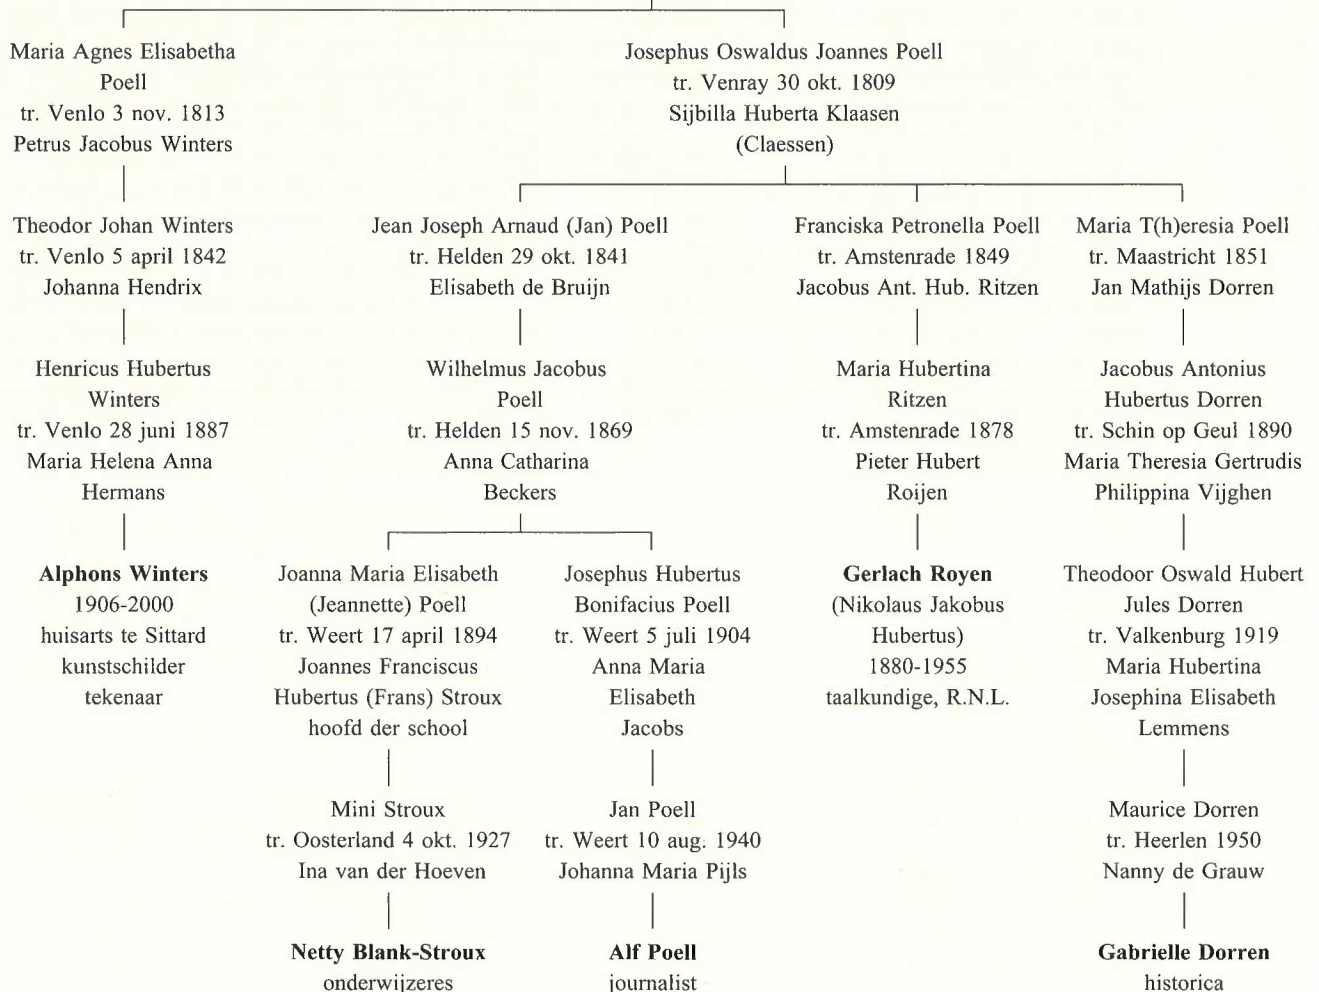 Maria Agnes Elisabetha
Poell
tr. Venlo 3 nov. 1813
Petrus Jacobus Winters
Josephus Oswaldus Joannes Poell
tr. Venray 30 okt. 1809
Sijbilla Huberta Klaasen
(Claessen)
Theodor Johan Winters
tr. Venlo 5 april 1842
Johanna Hendrix
Jean Joseph Arnaud (Jan) Poell
tr. Helden 29 okt. 1841
Elisabeth de Bruijn
Franciska Petronella Poell
tr. Amstenrade 1849
Jacobus Ant. Hub. Ritzen
Maria T(h)eresia Poell
tr. Maastricht 1851
Jan Mathijs Dorren
Henricus Hubertus
Winters
tr. Venlo 28 juni 1887
Maria Helena Anna
Hermans
Wilhelmus Jacobus
Poell
tr. Helden 15 nov. 1869
Anna Catharina
Beckers
Maria Hubertina
Ritzen
tr. Amstenrade 1878
Pieter Hubert
Roijen
Jacobus Antonius
Hubertus Dorren
tr. Schin op Geul 1890
Maria Theresia Gertrudis
Philippina Vijghen
Alphons Winters
1906-2000
huisarts te Sittard
kunstschilder
tekenaar
Joanna Maria Elisabeth
(Jeannette) Poell
tr. Weert 17 april 1894
Joannes Franciscus
Hubertus (Frans) Stroux
hoofd der school
Josephus Hubertus
Bonifacius Poell
tr. Weert 5 juli 1904
Anna Maria
Elisabeth
Jacobs
Gerlach Royen
(Nikolaus Jakobus
Hubertus)
1880-1955
taalkundige, R.N.L.
Theodoor Oswald Hubert
Jules Dorren
tr. Valkenburg 1919
Maria Hubertina
Josephina Elisabeth
Lemmens
Mini Stroux
tr. Oosterland 4 okt. 1927
Ina van der Hoeven
Jan Poell
tr. Weert 10 aug. 1940
Johanna Maria Pijls
Maurice Dorren
tr. Heerlen 1950
Nanny de Grauw
Netty Blank-Stroux
onderwijzeres
Alf Poell
journalist
Gabrielle Dorren
historica